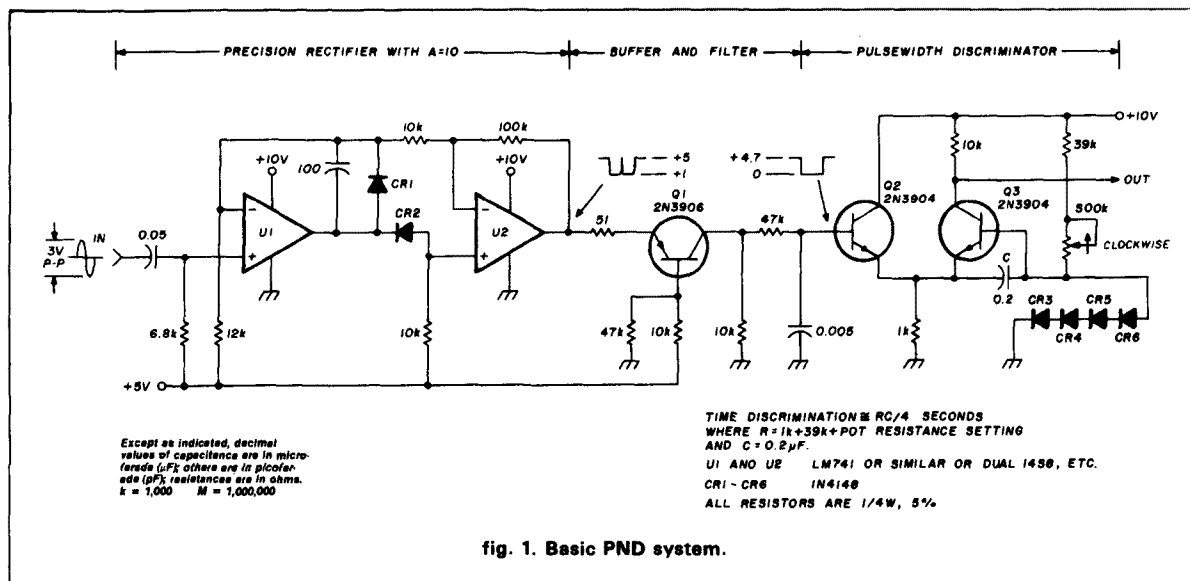 PRECISION RECTIFIER WITH A=10
BUFFER AND FILTER
PULSEWIDTH DISCRIMINATOR
+10V
10k
100k
10k
39k
+10V
+10V
100
CR1
CR2
+5
+1
+4.7
0
OUT
Q1
2N3906
Q2
2N3904
Q3
2N3904
500k
CLOCKWISE
3V
P-P
IN
0.05
-
+
U1
-
+
U2
51
47k
C
0.2
CR3
CR5
CR4
CR6
6.8k
12k
10k
47k
10k
10k
0.005
1k
+5V
Except as indicated, decimal
values of capacitance are in micro-
farads (μF); others are in picofar-
ads (pF); resistances are in ohms.
k = 1,000 M = 1,000,000
TIME DISCRIMINATION ≅ RC/4 SECONDS
WHERE R = 1k+39k+POT RESISTANCE SETTING
AND C = 0.2μF.
U1 AND U2 LM741 OR SIMILAR OR DUAL 1458, ETC.
CR1-CR6 1N4148
ALL RESISTORS ARE 1/4W, 5%
fig. 1. Basic PND system.